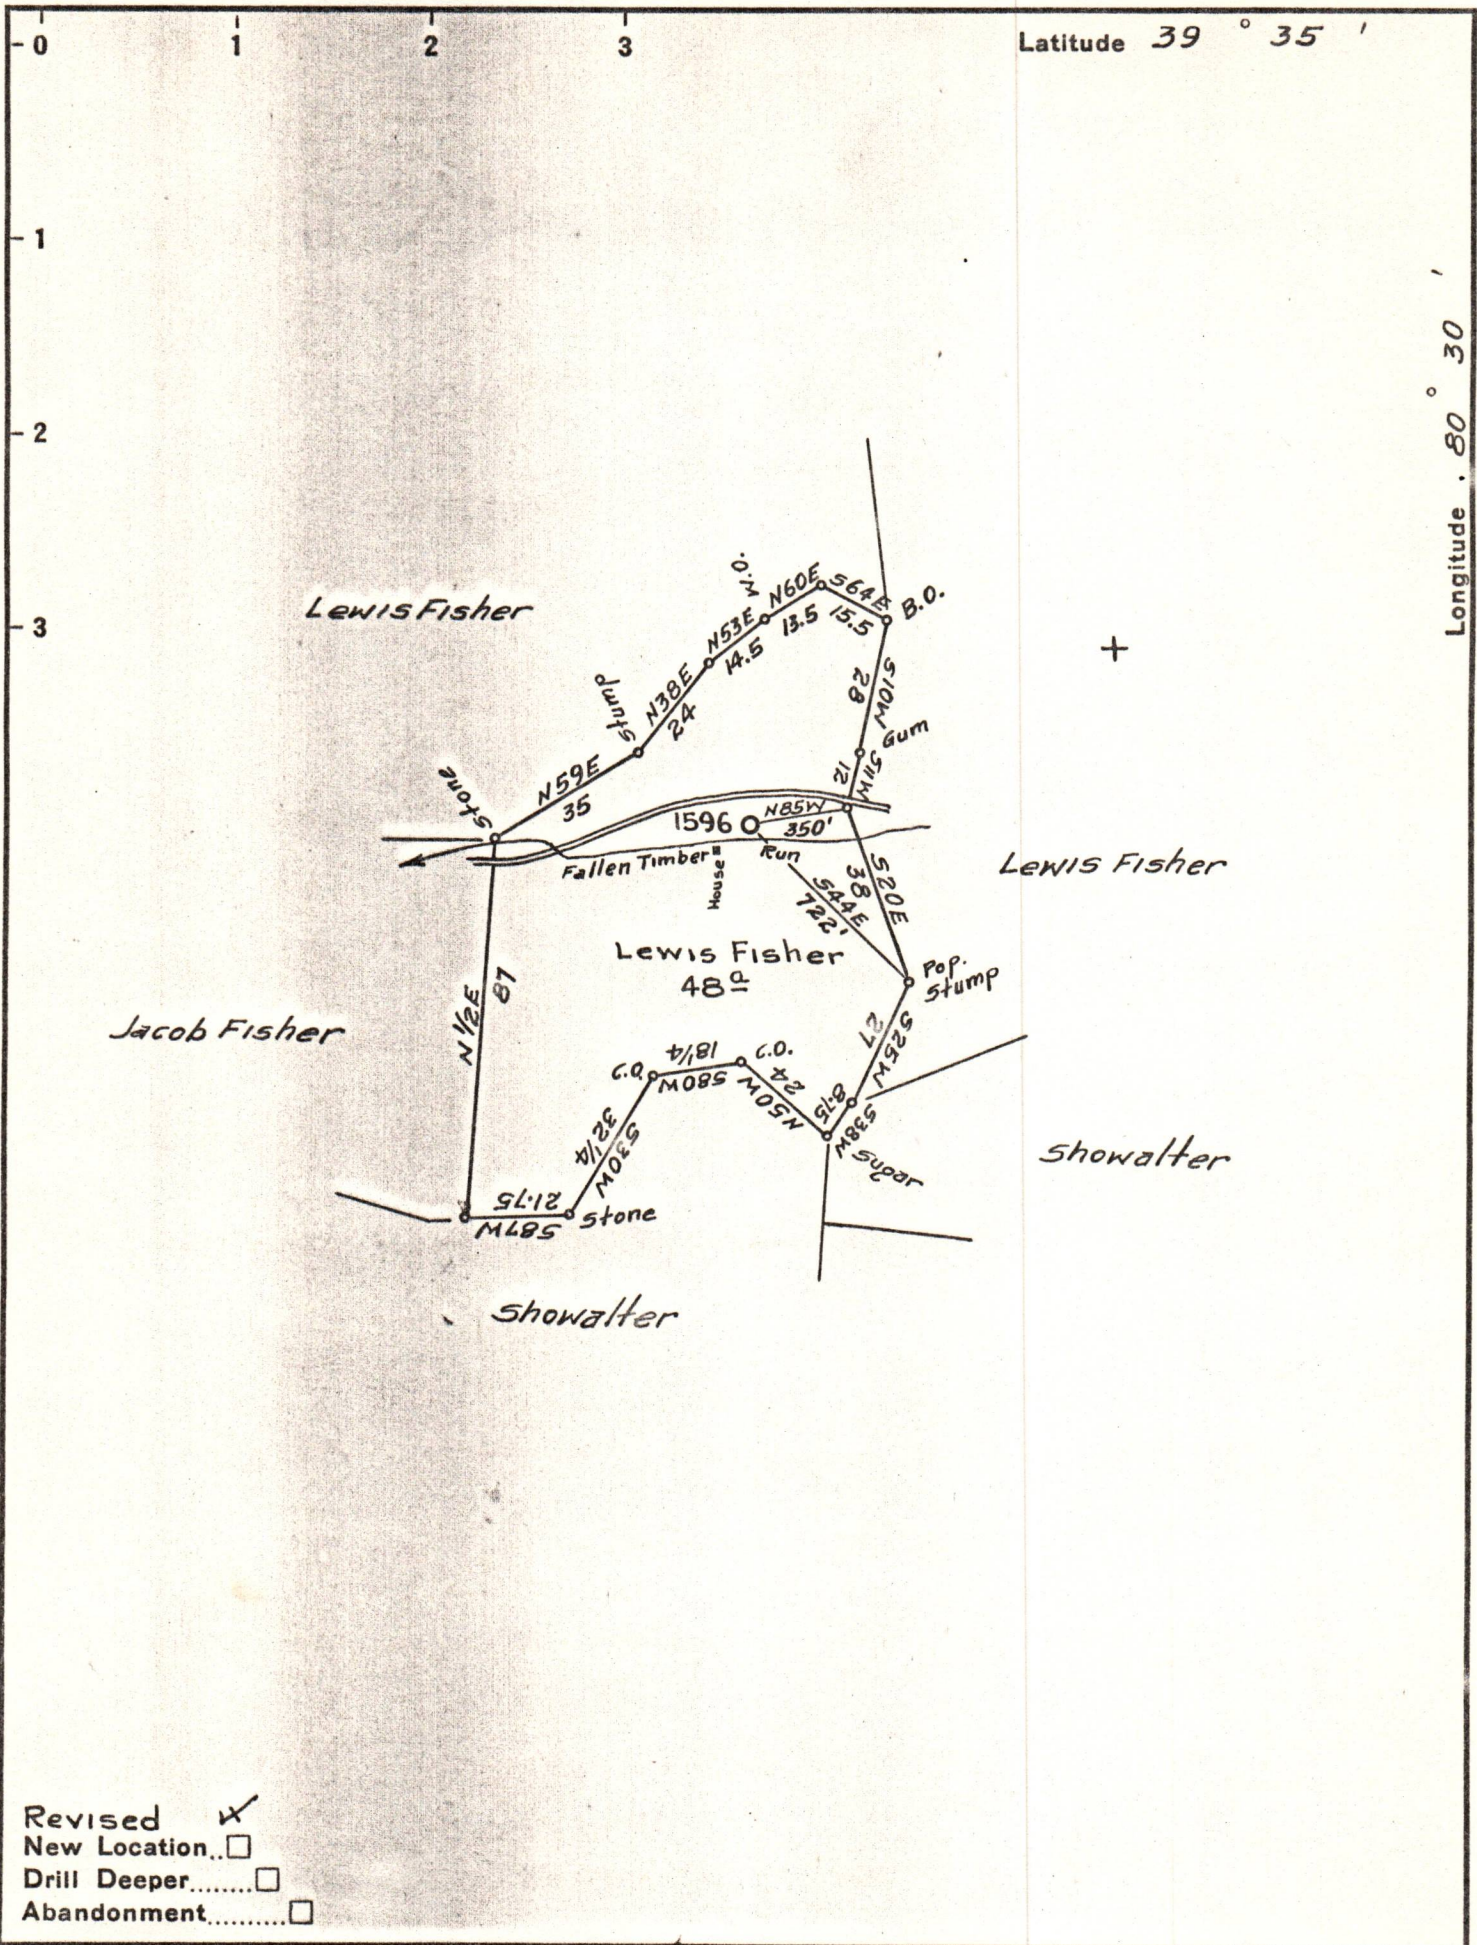 0 1 2 3 Latitude 39 ° 35 '
1
2
3
Longitude . 80 ° 30 '
Lewis Fisher
W.O.
N60E
13.5
S64E
15.5
B.O.
N53E
14.5
N38E
24
Stump
S10W
28
Gum
S11W
12
N59E
35
Stone
1596
N85W
350'
Fallen Timber
Run
House
S44E
722'
S20E
38
Lewis Fisher
Lewis Fisher
48 a
Pop.
Stump
N 1/2E
87
Jacob Fisher
S25W
27
C.O.
18 1/4
S80W
C.O.
24
N50W
8.75
S38W
Sugar
Showalter
32 1/4
S30W
21.75
S87W
Stone
Showalter
Revised
New Location..
Drill Deeper........
Abandonment..........